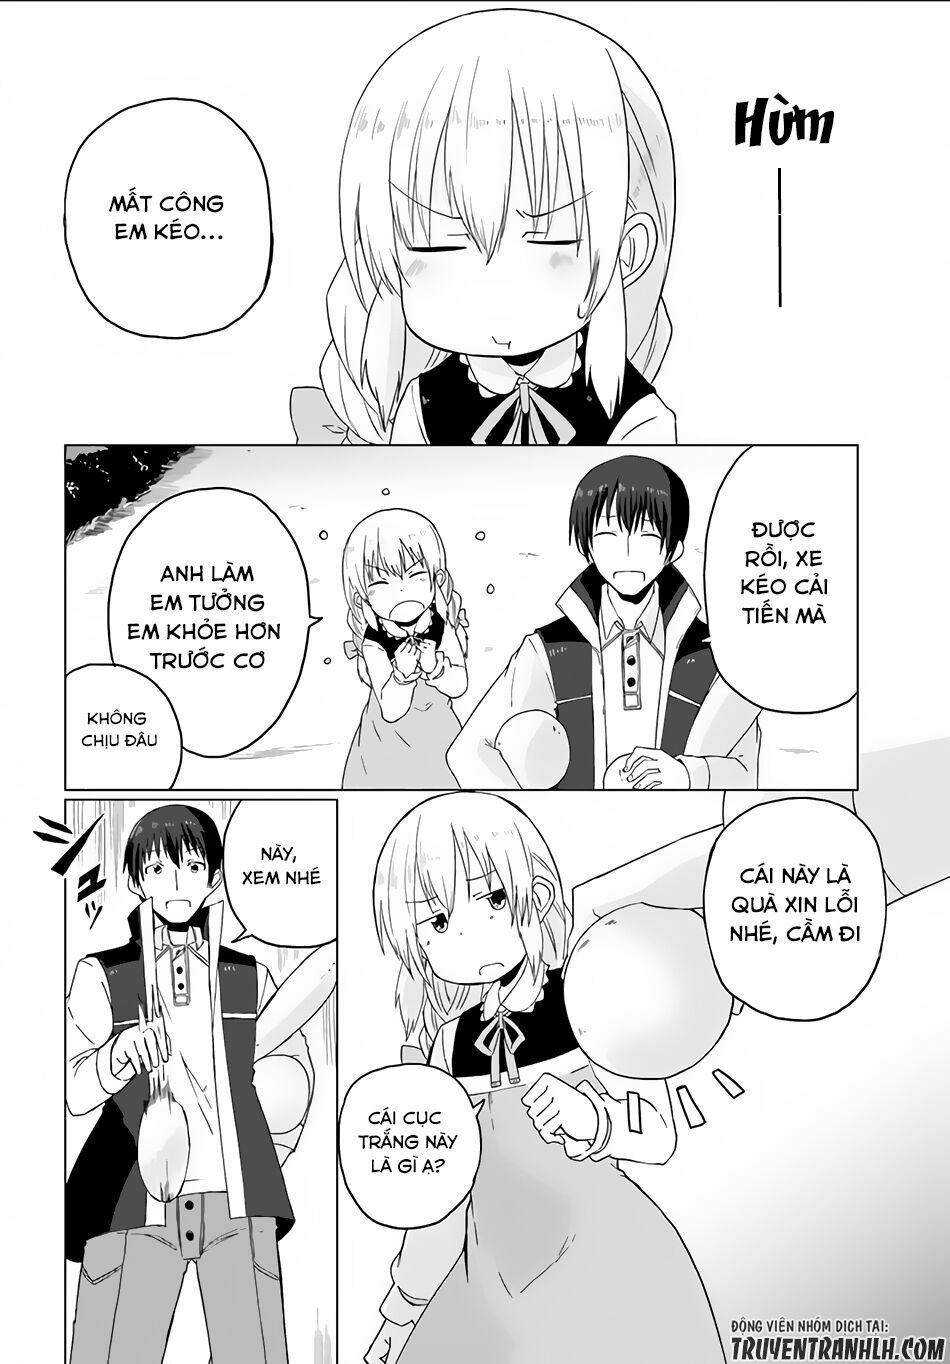 Hừm
MẤT CÔNG
EM KÉO...
ĐƯỢC
RỒI, XE
KÉO CẢI
TIẾN MÀ
ANH LÀM
EM TƯỞNG
EM KHỎE HƠN
TRƯỚC CƠ
KHÔNG
CHỊU ĐÂU
CÁI NÀY LÀ
QUÀ XIN LỖI
NHÉ, CẦM ĐI
CÁI CỤC
TRẮNG NÀY
LÀ GÌ Ạ?
NÀY,
XEM NHÉ
ĐỘNG VIÊN NHÓM DỊCH TẠI:
TRUYENTRANHLH.COM